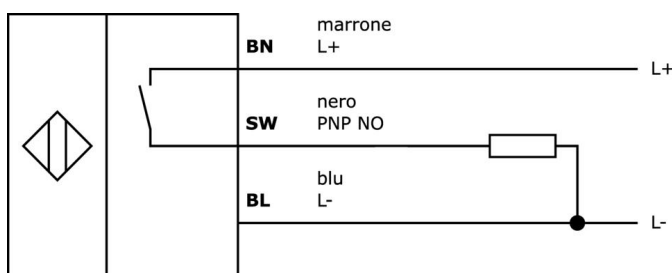 marrone
BN L+
L+
nero
SW PNP NO
blu
BL L-
L-